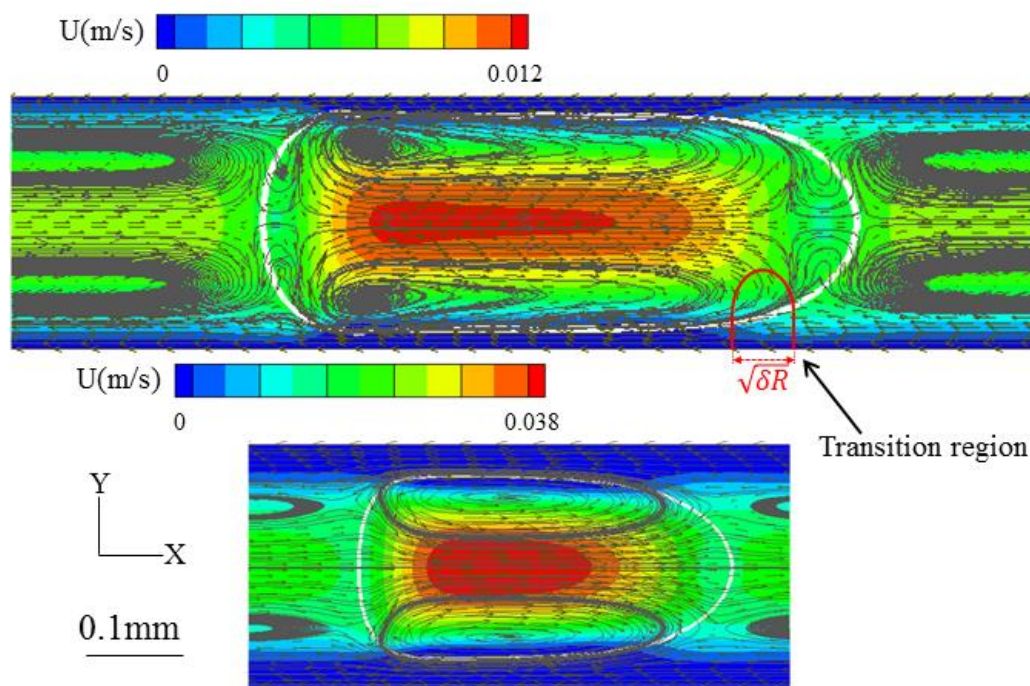 U(m/s)
0 0.012
U(m/s)
0 0.038
√δR
Transition region
Y
X
0.1mm